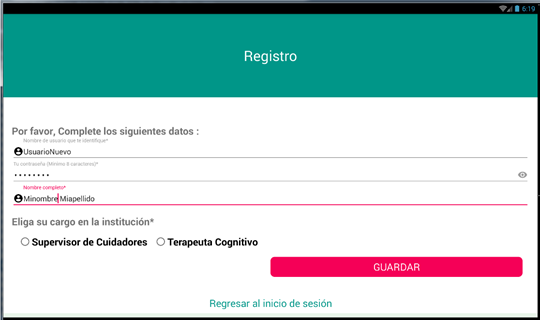 5:19
Registro
Por favor, Complete los siguientes datos :
Nombre de usuario que te identifique*
UsuarioNuevo
Tu contraseña (Mínimo 8 caracteres)*
••••••••
Nombre completo*
Minombre Miapellido
Eliga su cargo en la institución*
Supervisor de Cuidadores Terapeuta Cognitivo
GUARDAR
Regresar al inicio de sesión